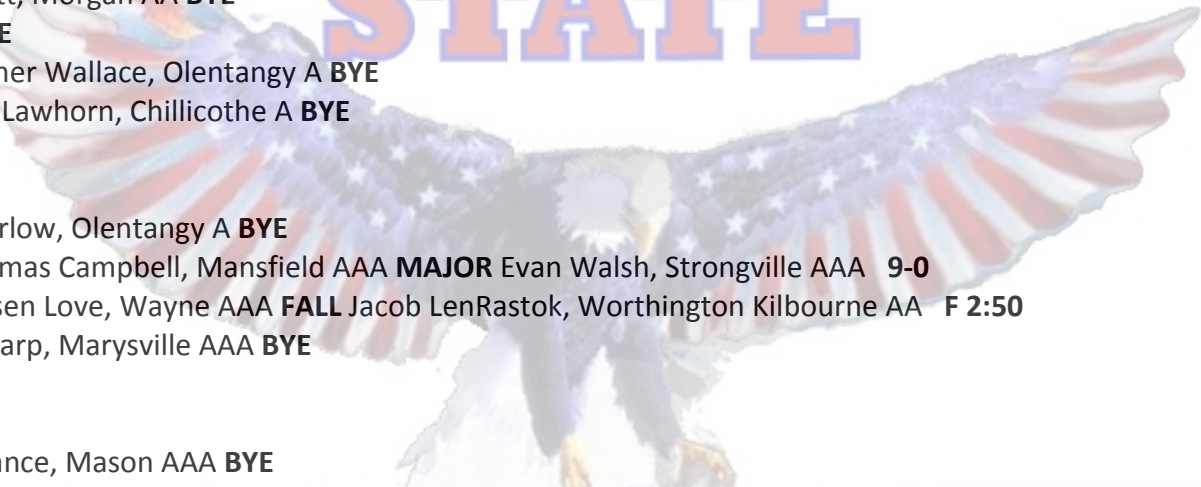 STATE
tt, Morgan AA BYE
E
ner Wallace, Olentangy A BYE
Lawhorn, Chillicothe A BYE
rlow, Olentangy A BYE
mas Campbell, Mansfield AAA MAJOR Evan Walsh, Strongville AAA 9-0
sen Love, Wayne AAA FALL Jacob LenRastok, Worthington Kilbourne AA F 2:50
arp, Marysville AAA BYE
ance, Mason AAA BYE